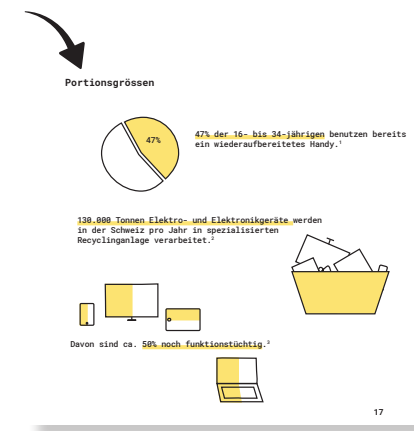 Portionsgrössen
47%
47% der 16- bis 34-jährigen benutzen bereits
ein wiederaufbereitetes Handy.¹
130.000 Tonnen Elektro- und Elektronikgeräte werden
in der Schweiz pro Jahr in spezialisierten
Recyclinganlage verarbeitet.²
Davon sind ca. 50% noch funktionstüchtig.³
17